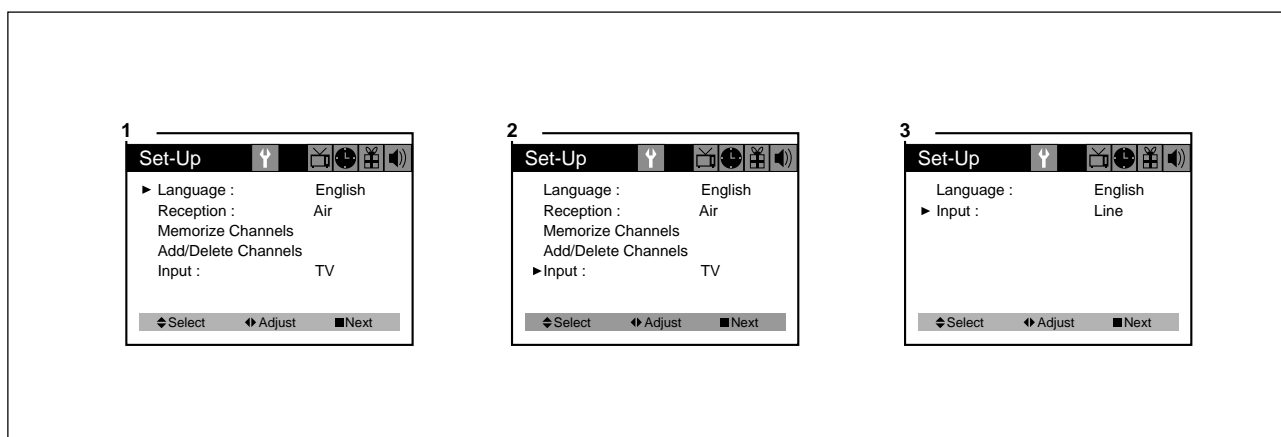 1
Set-Up
► Language : English
Reception : Air
Memorize Channels
Add/Delete Channels
Input : TV
Select Adjust Next
2
Set-Up
Language : English
Reception : Air
Memorize Channels
Add/Delete Channels
►Input : TV
Select Adjust Next
3
Set-Up
Language : English
► Input : Line
Select Adjust Next